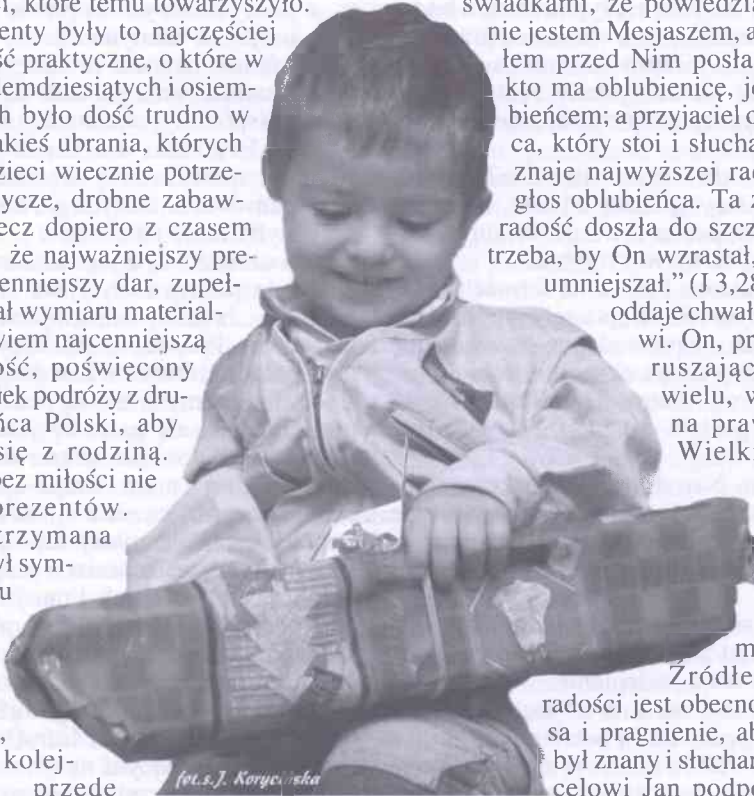 i, które temu towarzyszyło.
enty były to najczęściej
ść praktyczne, o które w
emdziesiątych i osiem-
h było dość trudno w
akieś ubrania, których
zieci wiecznie potrze-
ycze, drobne zabaw-
ecz dopiero z czasem
że najważniejszy pre-
enniejszy dar, zupeł-
ał wymiaru material-
wiem najcenniejszą
ość, poświęcony
ek podróży z dru-
ńca Polski, aby
się z rodziną.
bez miłości nie
prezentów.
trzymana
ył sym-
u
,
kolej-
przede
świadkami, że powiedzia
nie jestem Mesjaszem, a
łem przed Nim posła
kto ma oblubienicę, je
bieńcem; a przyjaciel o
ca, który stoi i słucha
znaje najwyższej rad
głos oblubieńca. Ta z
radość doszła do szcz
trzeba, by On wzrastał,
umniejszał." (J 3,28
oddaje chwał
wi. On, pr
ruszając
wielu, w
na praw
Wielki
m
Źródłe
radości jest obecno
sa i pragnienie, ab
był znany i słuchan
celowi Jan podpo
fot.s.J.